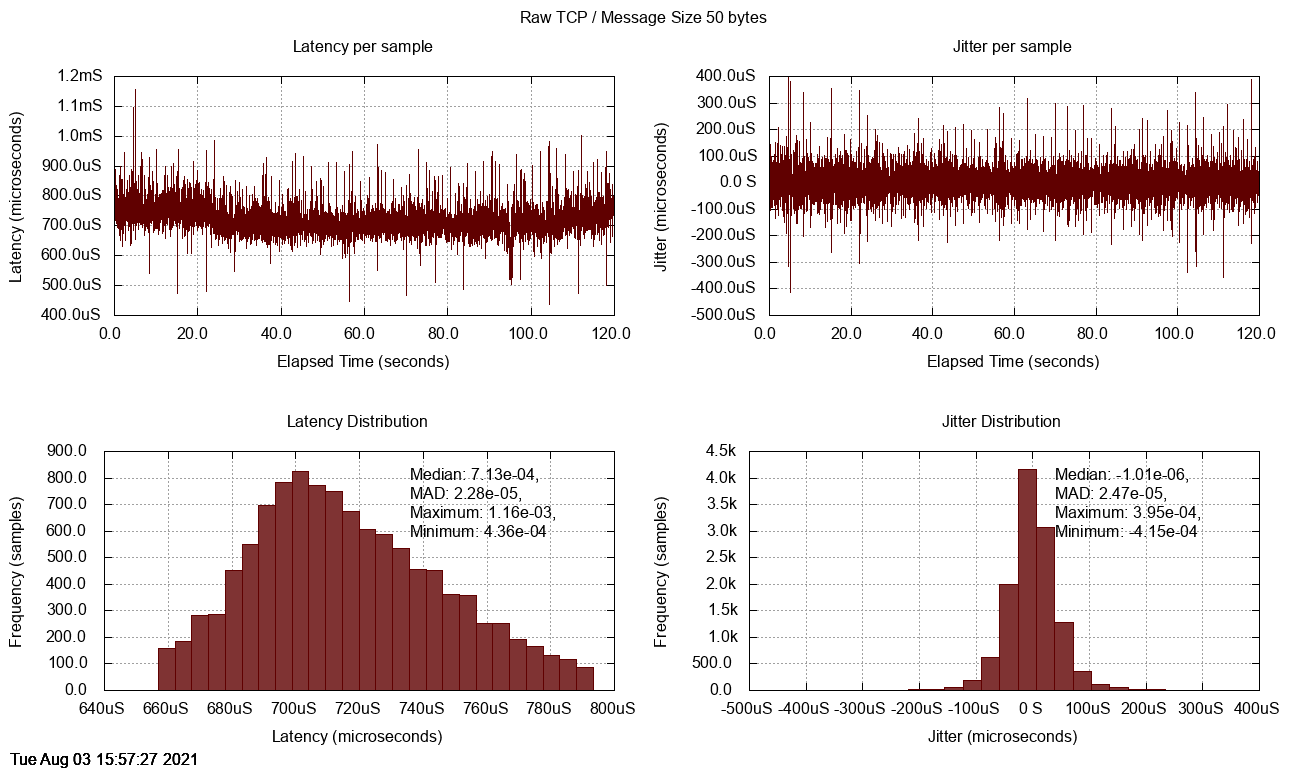 Raw TCP / Message Size 50 bytes
Latency per sample
1.2mS
1.1mS
1.0mS
900.0uS
800.0uS
700.0uS
600.0uS
500.0uS
400.0uS
Latency (microseconds)
0.0 20.0 40.0 60.0 80.0 100.0 120.0
Elapsed Time (seconds)
Jitter per sample
400.0uS
300.0uS
200.0uS
100.0uS
0.0 S
-100.0uS
-200.0uS
-300.0uS
-400.0uS
-500.0uS
Jitter (microseconds)
0.0 20.0 40.0 60.0 80.0 100.0 120.0
Elapsed Time (seconds)
Latency Distribution
900.0
800.0
700.0
600.0
500.0
400.0
300.0
200.0
100.0
0.0
Frequency (samples)
Median: 7.13e-04,
MAD: 2.28e-05,
Maximum: 1.16e-03,
Minimum: 4.36e-04
640uS 660uS 680uS 700uS 720uS 740uS 760uS 780uS 800uS
Latency (microseconds)
Jitter Distribution
4.5k
4.0k
3.5k
3.0k
2.5k
2.0k
1.5k
1.0k
500.0
0.0
Frequency (samples)
Median: -1.01e-06,
MAD: 2.47e-05,
Maximum: 3.95e-04,
Minimum: -4.15e-04
-500uS -400uS -300uS -200uS -100uS 0 S 100uS 200uS 300uS 400uS
Jitter (microseconds)
Tue Aug 03 15:57:27 2021